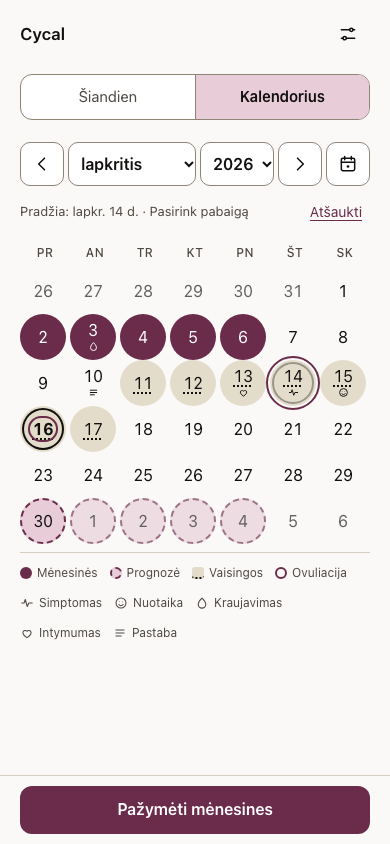 Cycal
Šiandien Kalendorius
lapkritis 2026
Pradžia: lapkr. 14 d. · Pasirink pabaigą Atšaukti
PR AN TR KT PN ŠT SK
26 27 28 29 30 31 1
2 3 4 5 6 7 8
9 10 11 12 13 14 15
16 17 18 19 20 21 22
23 24 25 26 27 28 29
30 1 2 3 4 5 6
Mėnesinės Prognozė Vaisingos Ovuliacija
Simptomas Nuotaika Kraujavimas
Intymumas Pastaba
Pažymėti mėnesines